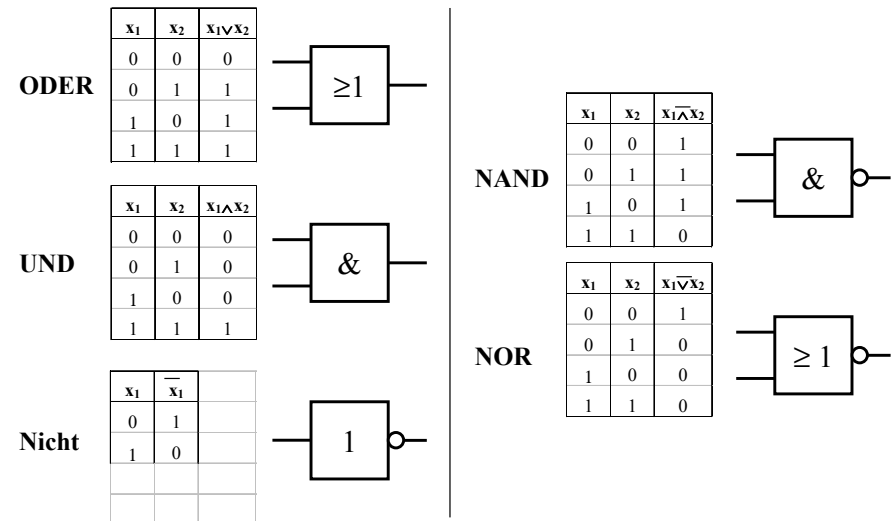 x₁ x₂ x₁∨x₂
0 0 0
ODER
0 1 1
1 0 1
1 1 1
≥1
x₁ x₂ x₁∧x₂
0 0 0
UND
0 1 0
1 0 0
1 1 1
&
x₁ x̅₁
0 1
Nicht
1 0
1
x₁ x₂ x₁⊼x₂
0 0 1
NAND
0 1 1
1 0 1
1 1 0
&
x₁ x₂ x₁⊽x₂
0 0 1
NOR
0 1 0
1 0 0
1 1 0
≥ 1